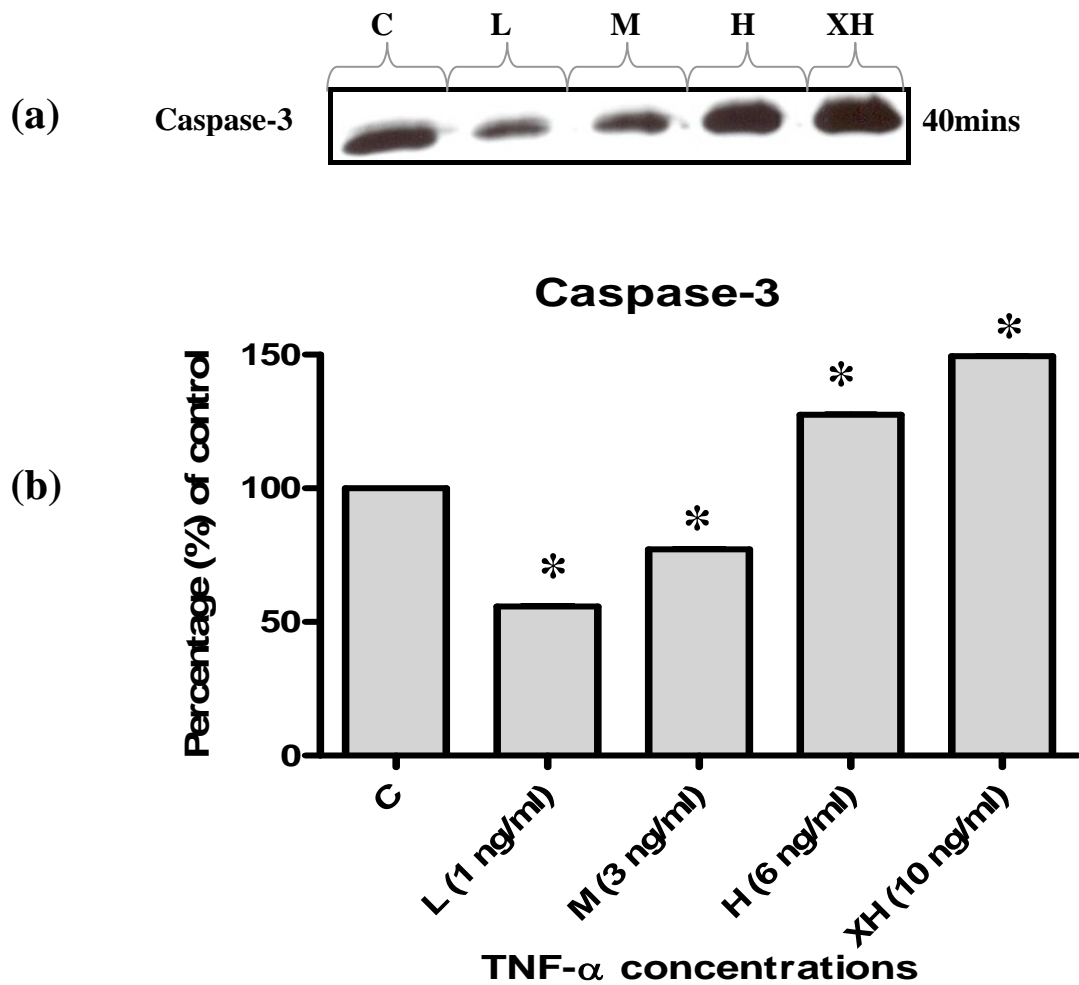 C L M H XH
(a) Caspase-3 40mins
Caspase-3
(b)
Percentage (%) of control
150
100
50
0
* * * *
C
L (1 ng/ml)
M (3 ng/ml)
H (6 ng/ml)
XH (10 ng/ml)
TNF-α concentrations